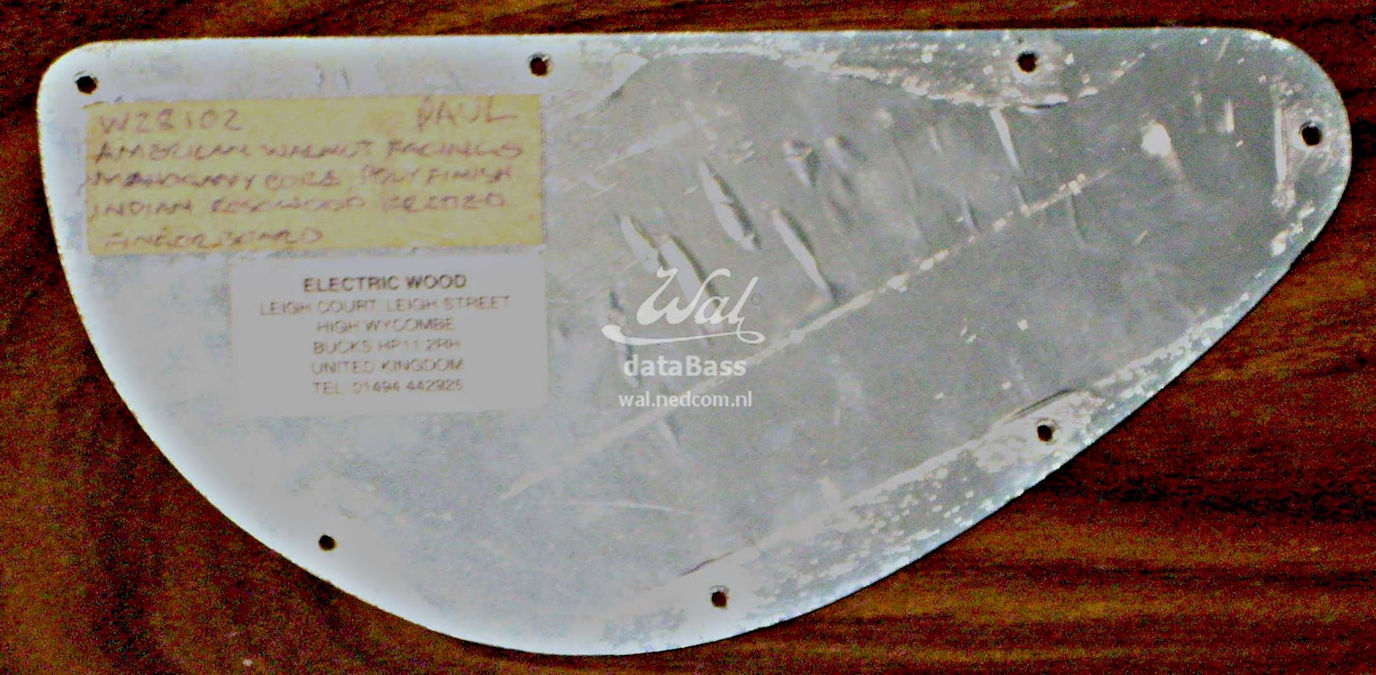 W28102 PAUL
AMERICAN WALNUT FACINGS
MAHOGANY CORE, POLY FINISH
INDIAN ROSEWOOD FRETTED
FINGERBOARD
ELECTRIC WOOD
LEIGH COURT, LEIGH STREET
HIGH WYCOMBE
BUCKS HP11 2RH
UNITED KINGDOM
TEL: 01494 442925
Wal
dataBass
wal.nedcom.nl